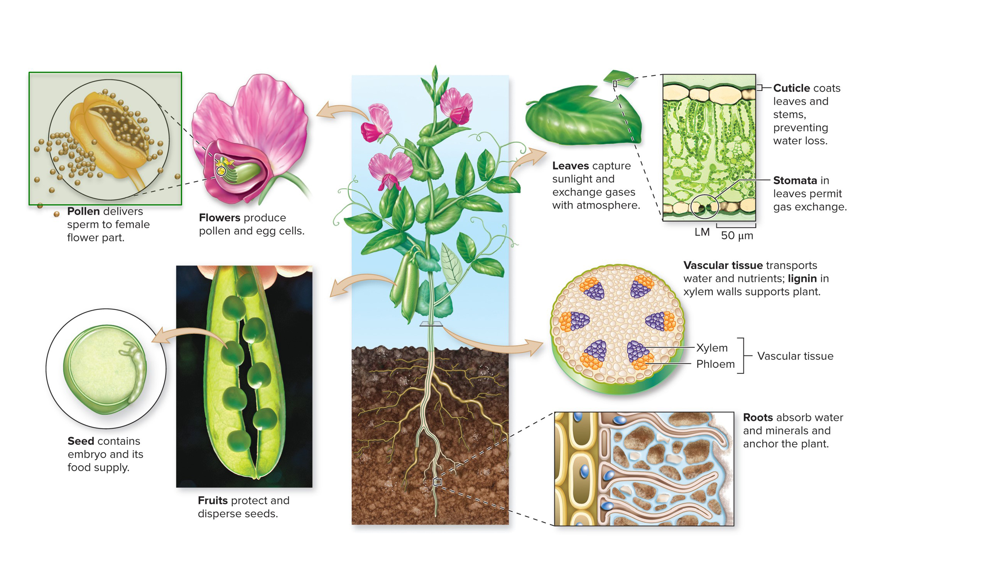 Pollen delivers
sperm to female
flower part.
Flowers produce
pollen and egg cells.
Leaves capture
sunlight and
exchange gases
with atmosphere.
Cuticle coats
leaves and
stems,
preventing
water loss.
Stomata in
leaves permit
gas exchange.
LM
50 μm
Vascular tissue transports
water and nutrients; lignin in
xylem walls supports plant.
Xylem
Phloem
Vascular tissue
Seed contains
embryo and its
food supply.
Fruits protect and
disperse seeds.
Roots absorb water
and minerals and
anchor the plant.